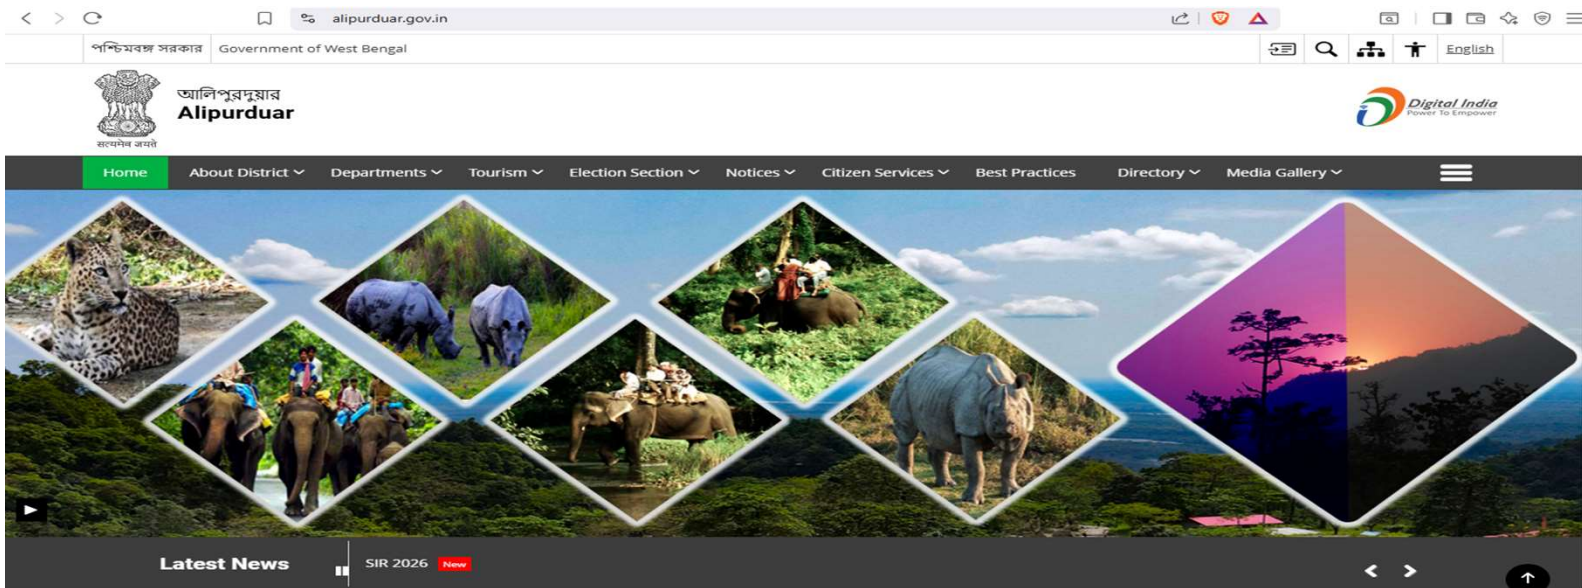 alipurduar.gov.in
পশ্চিমবঙ্গ সরকার Government of West Bengal English
আলিপুরদুয়ার
Alipurduar
सत्यमेव जयते
Digital India
Power To Empower
Home About District Departments Tourism Election Section Notices Citizen Services Best Practices Directory Media Gallery
Latest News SIR 2026 New